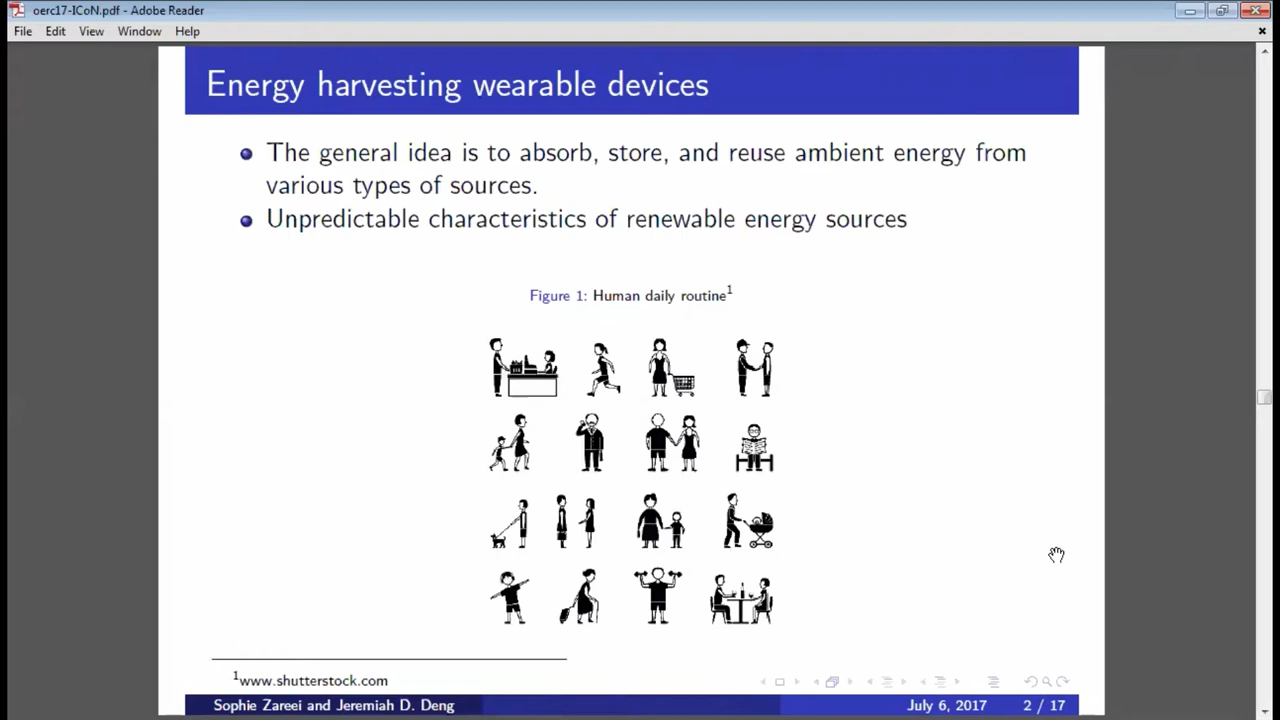 oerc17-ICoN.pdf - Adobe Reader
File Edit View Window Help
Energy harvesting wearable devices
The general idea is to absorb, store, and reuse ambient energy from
various types of sources.
Unpredictable characteristics of renewable energy sources
Figure 1: Human daily routine1
1www.shutterstock.com
Sophie Zareei and Jeremiah D. Deng July 6, 2017 2 / 17